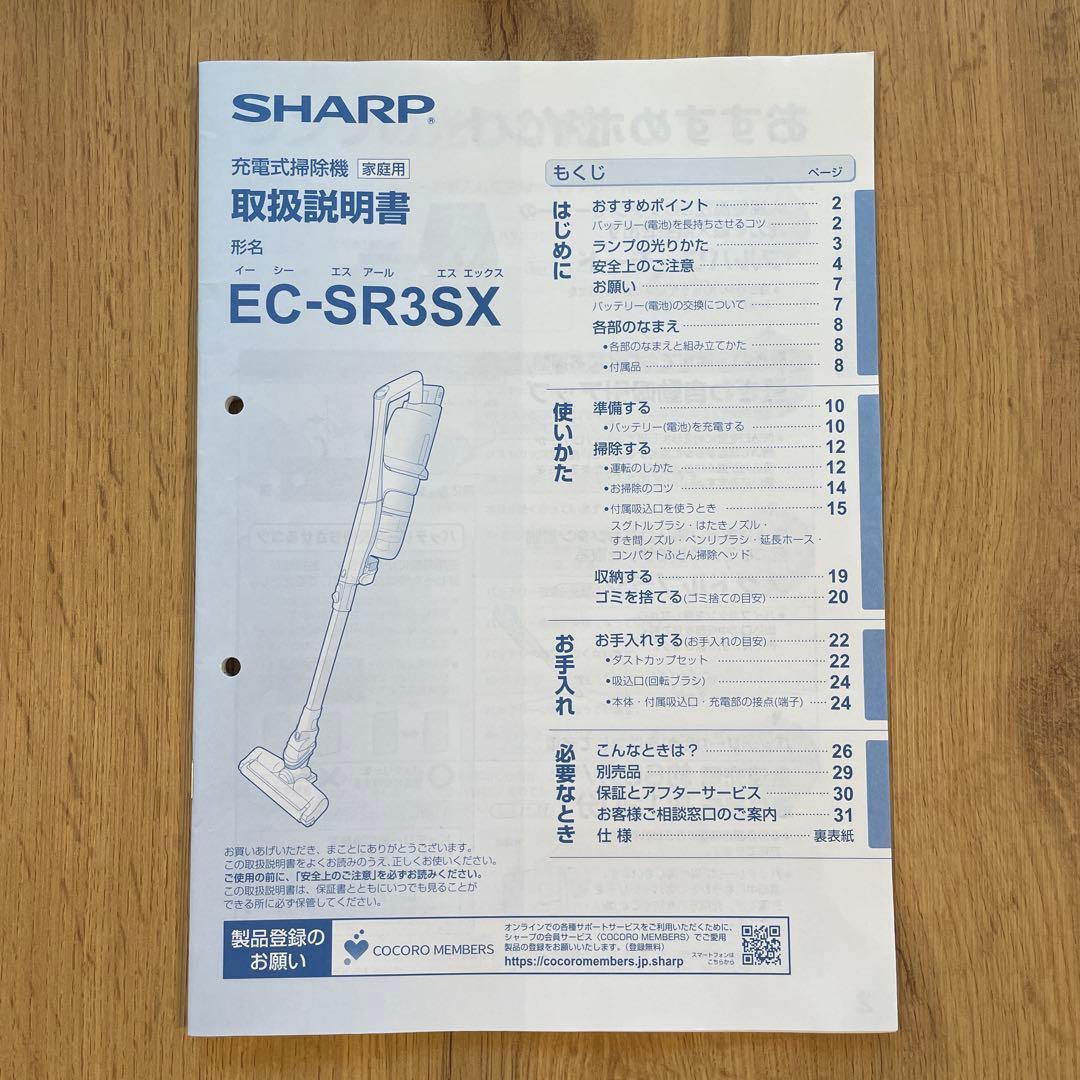 SHARP®
充電式掃除機 家庭用
取扱説明書
形名
イー シー エス アール エス エックス
EC-SR3SX
もくじ ページ
はじめに
おすすめポイント 2
バッテリー(電池)を長持ちさせるコツ 2
ランプの光りかた 3
安全上のご注意 4
お願い 7
バッテリー(電池)の交換について 7
各部のなまえ 8
•各部のなまえと組み立てかた 8
•付属品 8
使いかた
準備する 10
•バッテリー(電池)を充電する 10
掃除する 12
•運転のしかた 12
•お掃除のコツ 14
•付属吸込口を使うとき 15
スグトルブラシ・はたきノズル・
すき間ノズル・ベンリブラシ・延長ホース・
コンパクトふとん掃除ヘッド
収納する 19
ゴミを捨てる(ゴミ捨ての目安) 20
お手入れ
お手入れする(お手入れの目安) 22
•ダストカップセット 22
•吸込口(回転ブラシ) 24
•本体・付属吸込口・充電部の接点(端子) 24
必要なとき
こんなときは? 26
別売品 29
保証とアフターサービス 30
お客様ご相談窓口のご案内 31
仕様 裏表紙
お買いあげいただき、まことにありがとうございます。
この取扱説明書をよくお読みのうえ、正しくお使いください。
ご使用の前に、「安全上のご注意」を必ずお読みください。
この取扱説明書は、保証書とともにいつでも見ることが
できる所に必ず保管してください。
製品登録の
お願い
COCORO MEMBERS
オンラインでの各種サポートサービスをご利用いただくために、
シャープの会員サービス〈COCORO MEMBERS〉でご愛用
製品の登録をお願いいたします。(登録無料)
https://cocoromembers.jp.sharp
スマートフォンは
こちらから